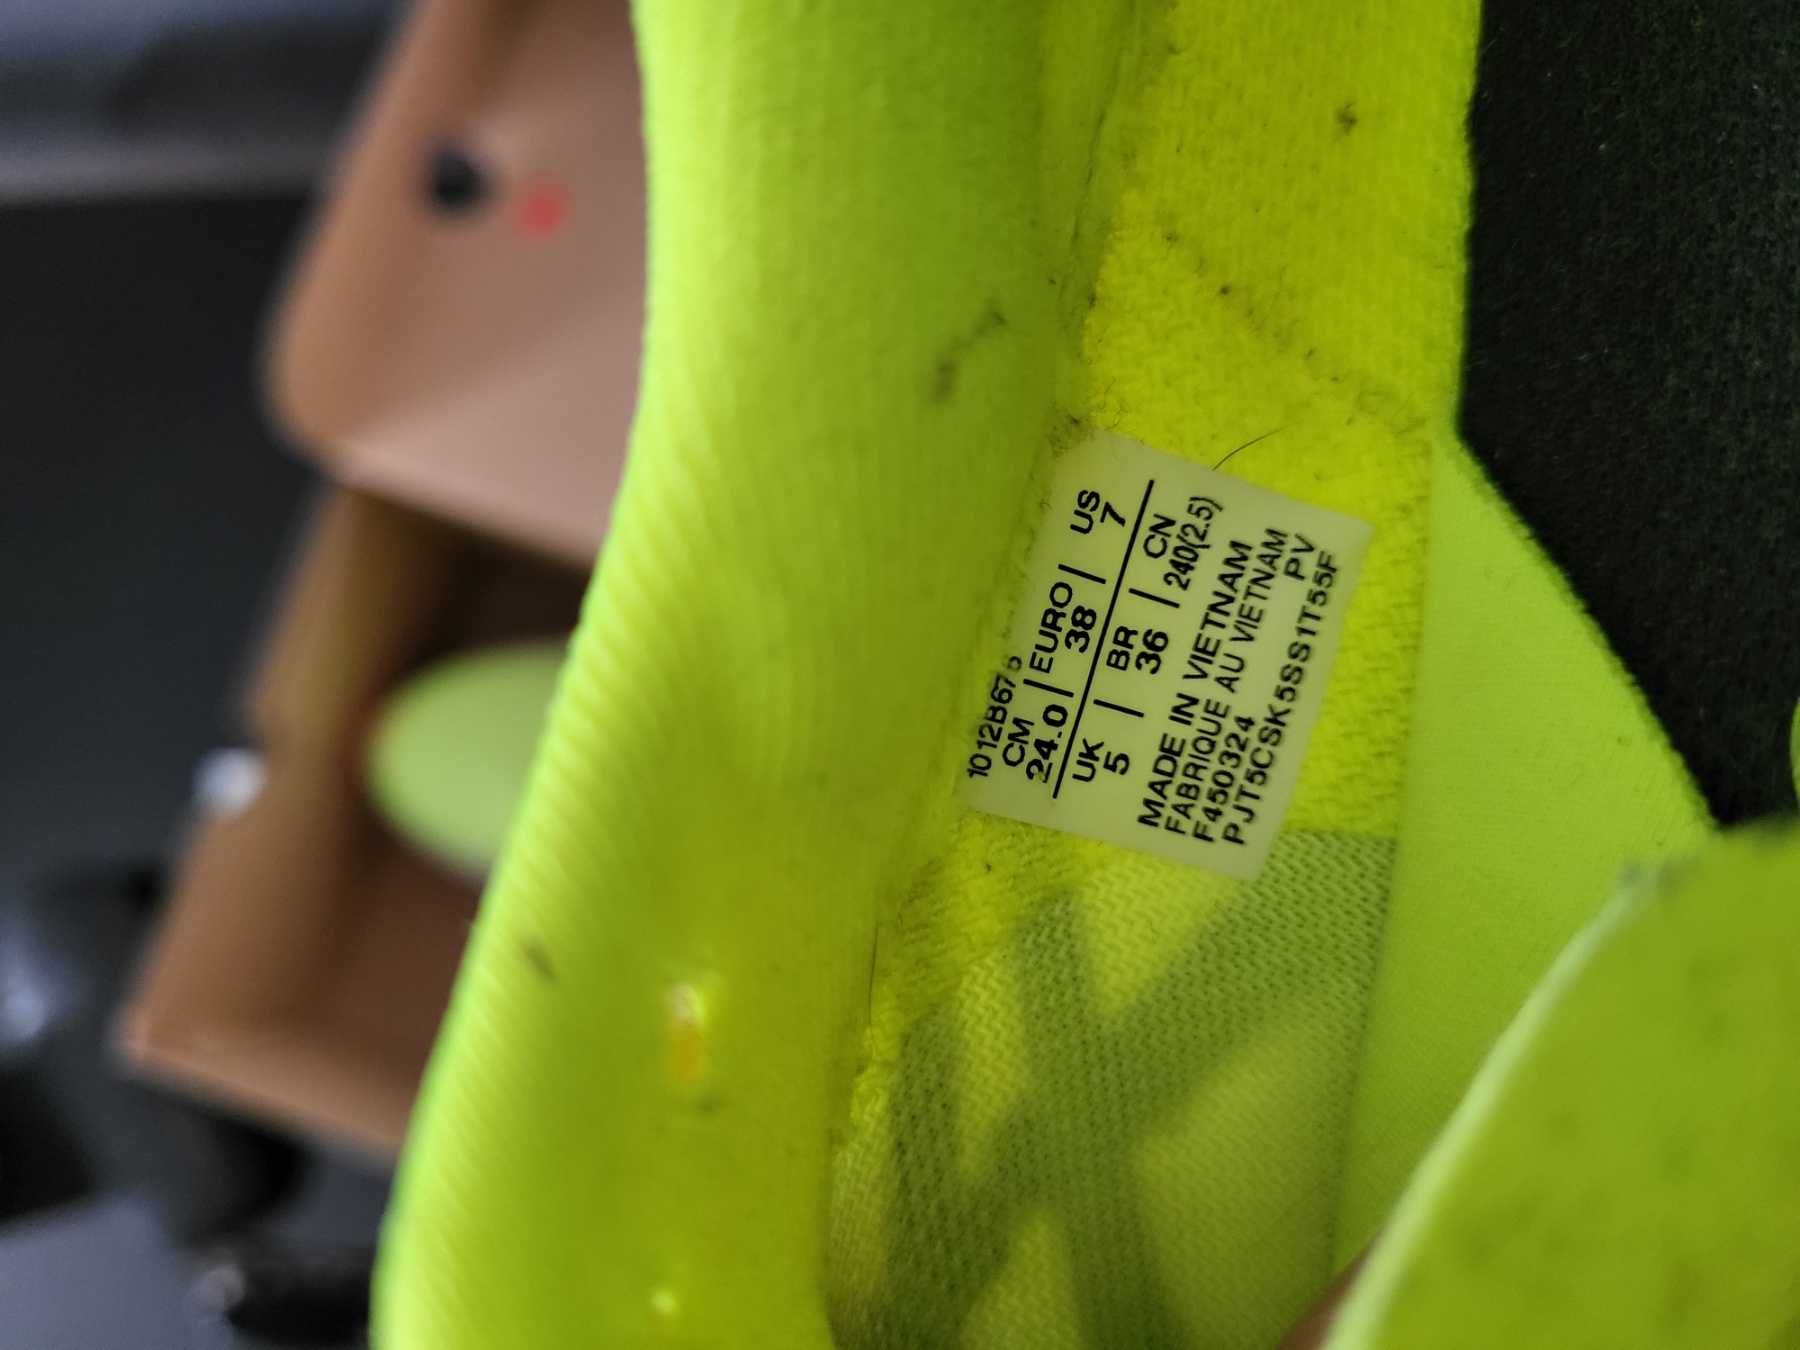 1012B675
CM | EURO | US
24.0 | 38 | 7
UK | BR | CN
5 | 36 | 240(2.5)
MADE IN VIETNAM
FABRIQUE AU VIETNAM
F450324 PV
PJT5CSK5SS1T55F